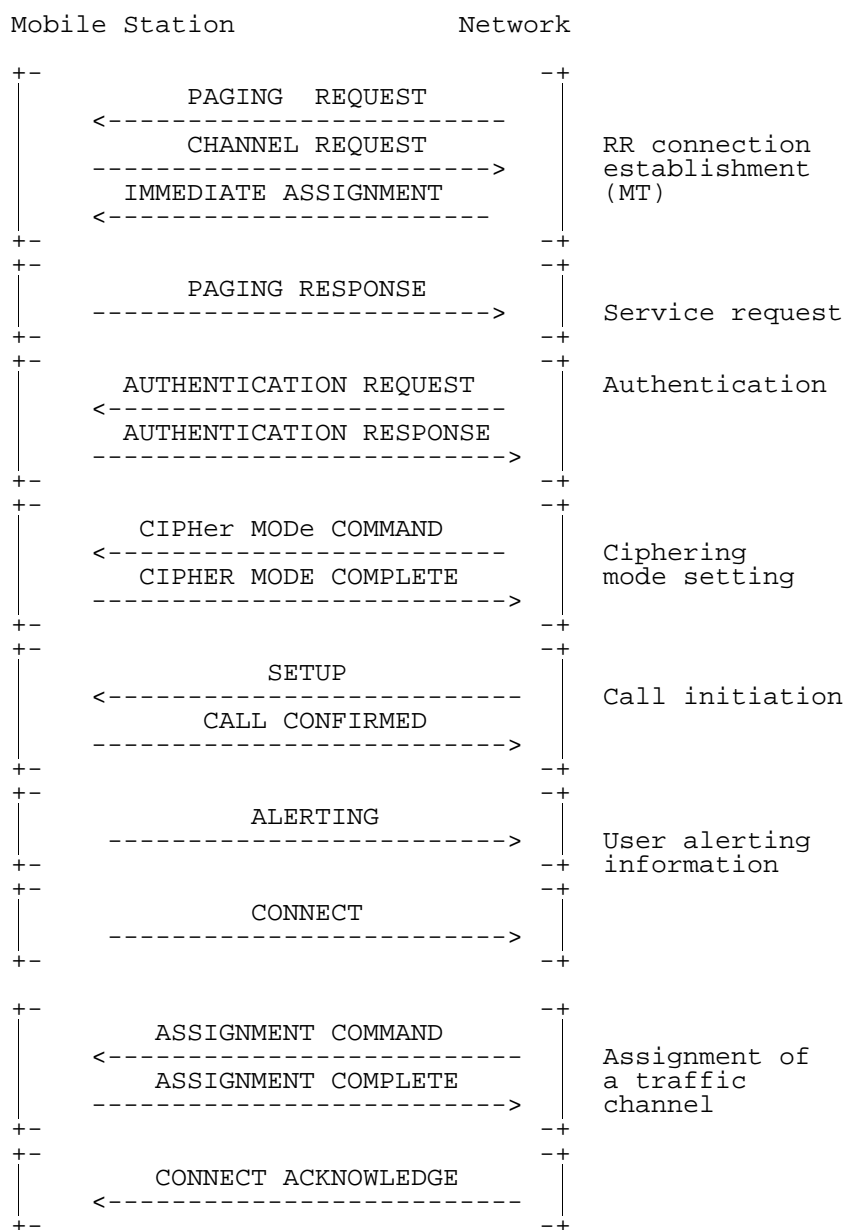 Mobile Station Network
+- -+
PAGING  REQUEST
<-------------------------
CHANNEL REQUEST RR connection
-------------------------> establishment
IMMEDIATE ASSIGNMENT (MT)
<------------------------
+- -+
+- -+
PAGING RESPONSE
-------------------------> Service request
+- -+
+- -+
AUTHENTICATION REQUEST Authentication
<-------------------------
AUTHENTICATION RESPONSE
-------------------------->
+- -+
+- -+
CIPHer MODe COMMAND
<------------------------- Ciphering
CIPHER MODE COMPLETE mode setting
-------------------------->
+- -+
+- -+
SETUP
<-------------------------- Call initiation
CALL CONFIRMED
-------------------------->
+- -+
+- -+
ALERTING
-------------------------> User alerting
+- -+ information
+- -+
CONNECT
------------------------->
+- -+
+- -+
ASSIGNMENT COMMAND
<-------------------------- Assignment of
ASSIGNMENT COMPLETE a traffic
--------------------------> channel
+- -+
+- -+
CONNECT ACKNOWLEDGE
<--------------------------
+- -+